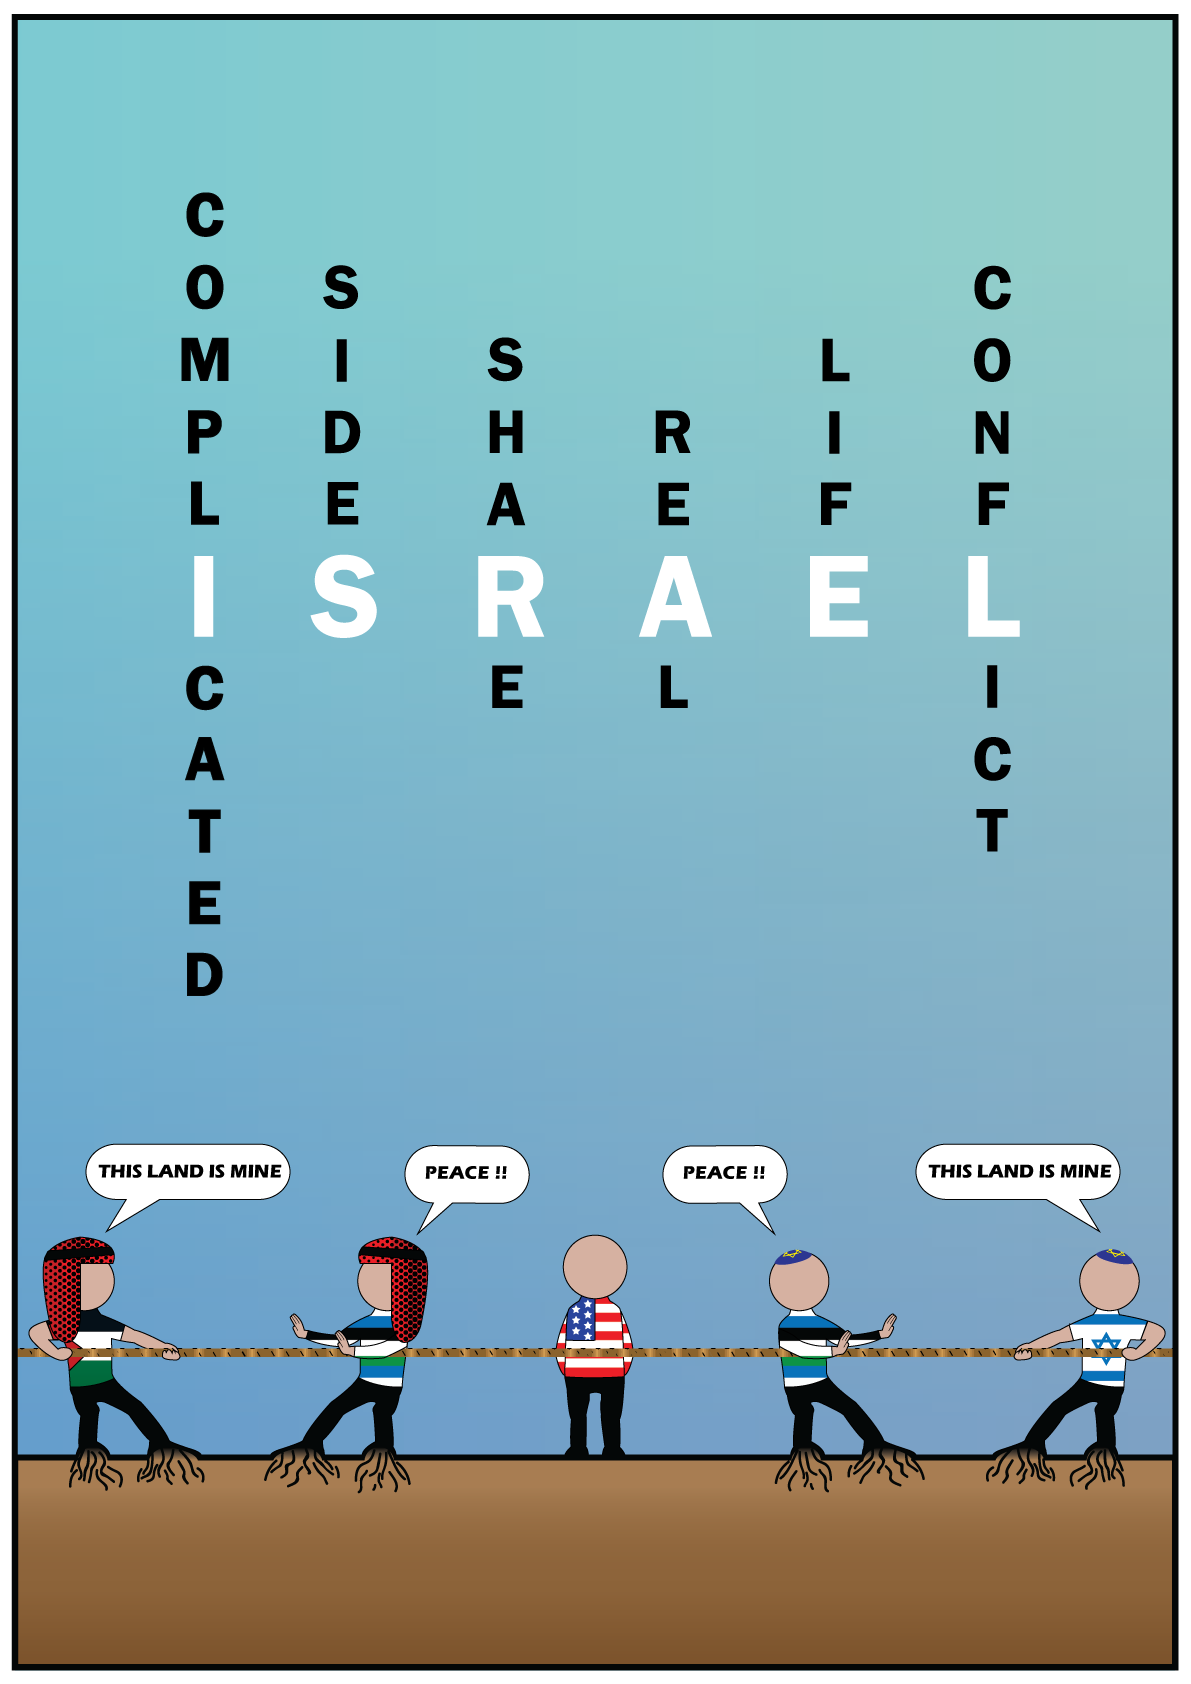 COMPLICATED
SIDES
SHARE
REAL
LIFE
CONFLICT
ISRAEL
THIS LAND IS MINE
PEACE !!
PEACE !!
THIS LAND IS MINE